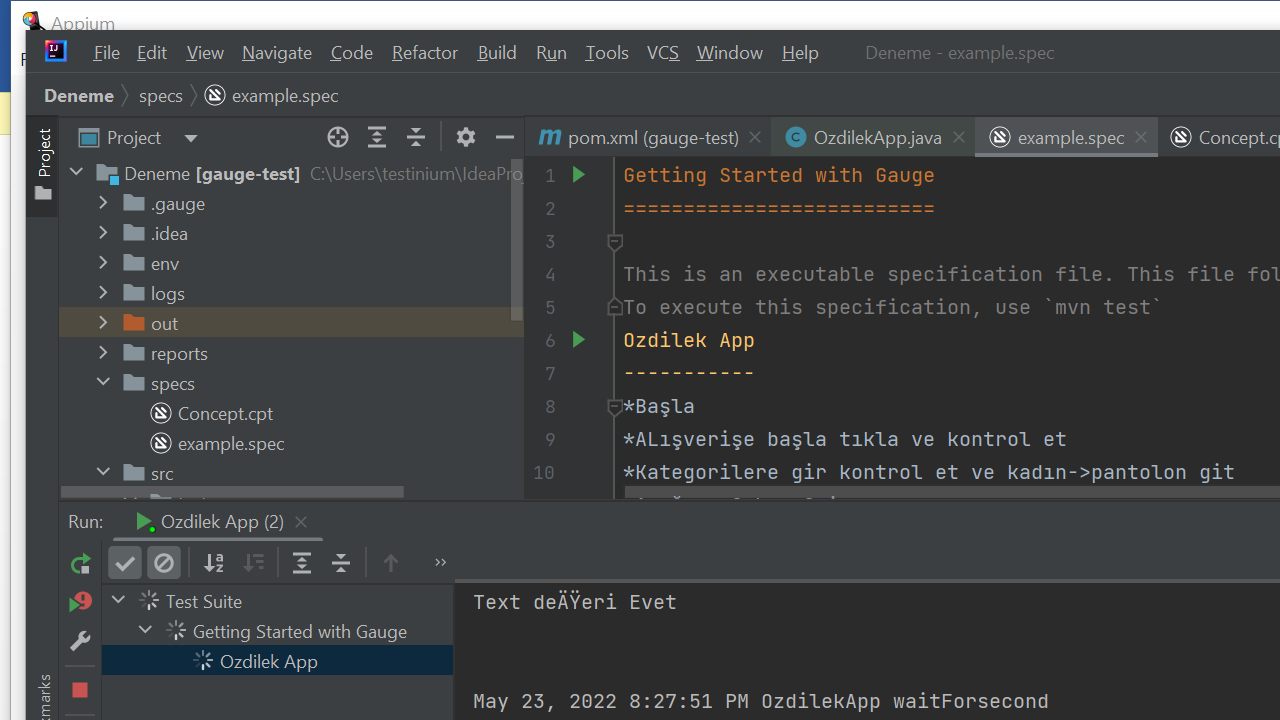 Appium
File Edit View Navigate Code Refactor Build Run Tools VCS Window Help Deneme - example.spec
Deneme specs example.spec
Project
Project
pom.xml (gauge-test) OzdilekApp.java example.spec Concept.cp
Deneme [gauge-test] C:\Users\testinium\IdeaPro
.gauge
.idea
env
logs
out
reports
specs
Concept.cpt
example.spec
src
1 Getting Started with Gauge
2 ==========================
3
4 This is an executable specification file. This file fol
5 To execute this specification, use `mvn test`
6 Ozdilek App
7 -----------
8 *Başla
9 *ALışverişe başla tıkla ve kontrol et
10 *Kategorilere gir kontrol et ve kadın->pantolon git
Run: Ozdilek App (2)
Test Suite
Getting Started with Gauge
Ozdilek App
Text deÄŸeri Evet
May 23, 2022 8:27:51 PM OzdilekApp waitForsecond